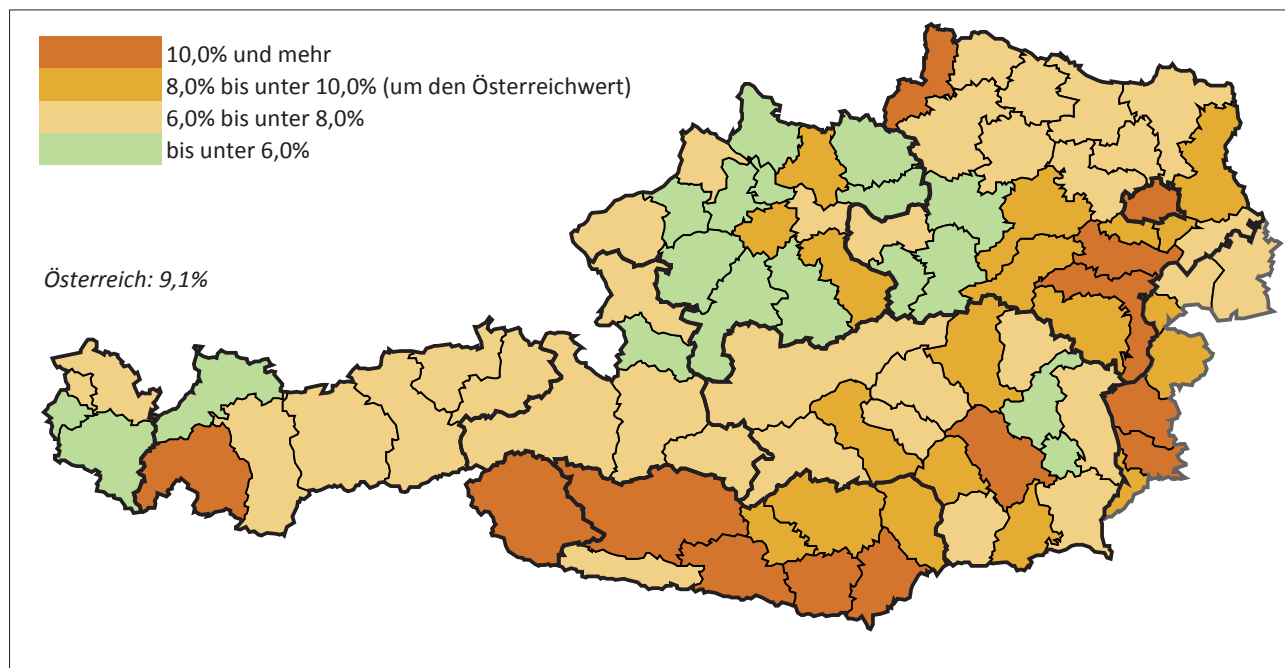 10,0% und mehr
8,0% bis unter 10,0% (um den Österreichwert)
6,0% bis unter 8,0%
bis unter 6,0%
Österreich: 9,1%